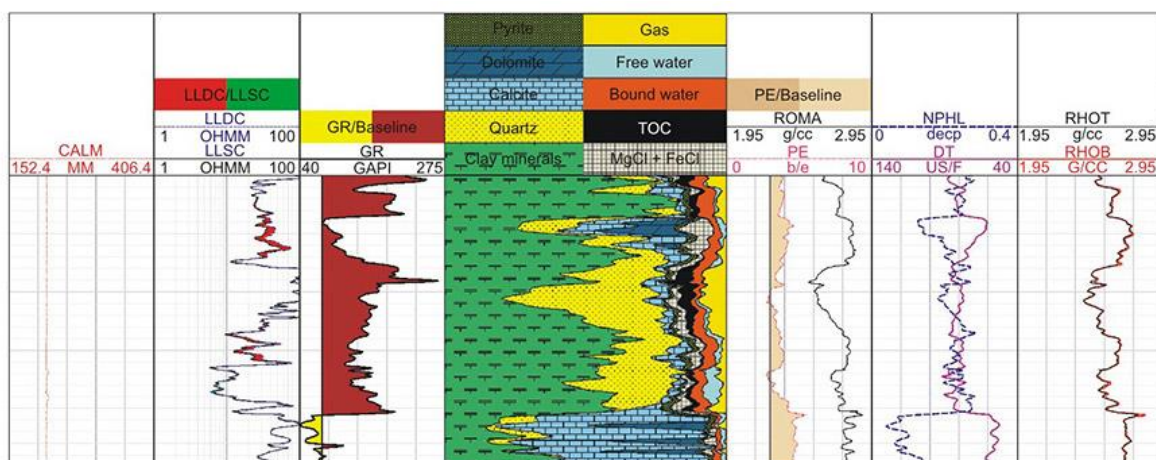 Pyrite Gas
Dolomite Free water
LLDC/LLSC Calcite Bound water PE/Baseline
LLDC ROMA NPHL RHOT
1 OHMM 100 GR/Baseline Quartz TOC 1.95 g/cc 2.95 0 decp 0.4 1.95 g/cc 2.95
CALM LLSC GR PE DT RHOB
152.4 MM 406.4 1 OHMM 100 40 GAPI 275 Clay minerals MgCl + FeCl 0 b/e 10 140 US/F 40 1.95 G/CC 2.95